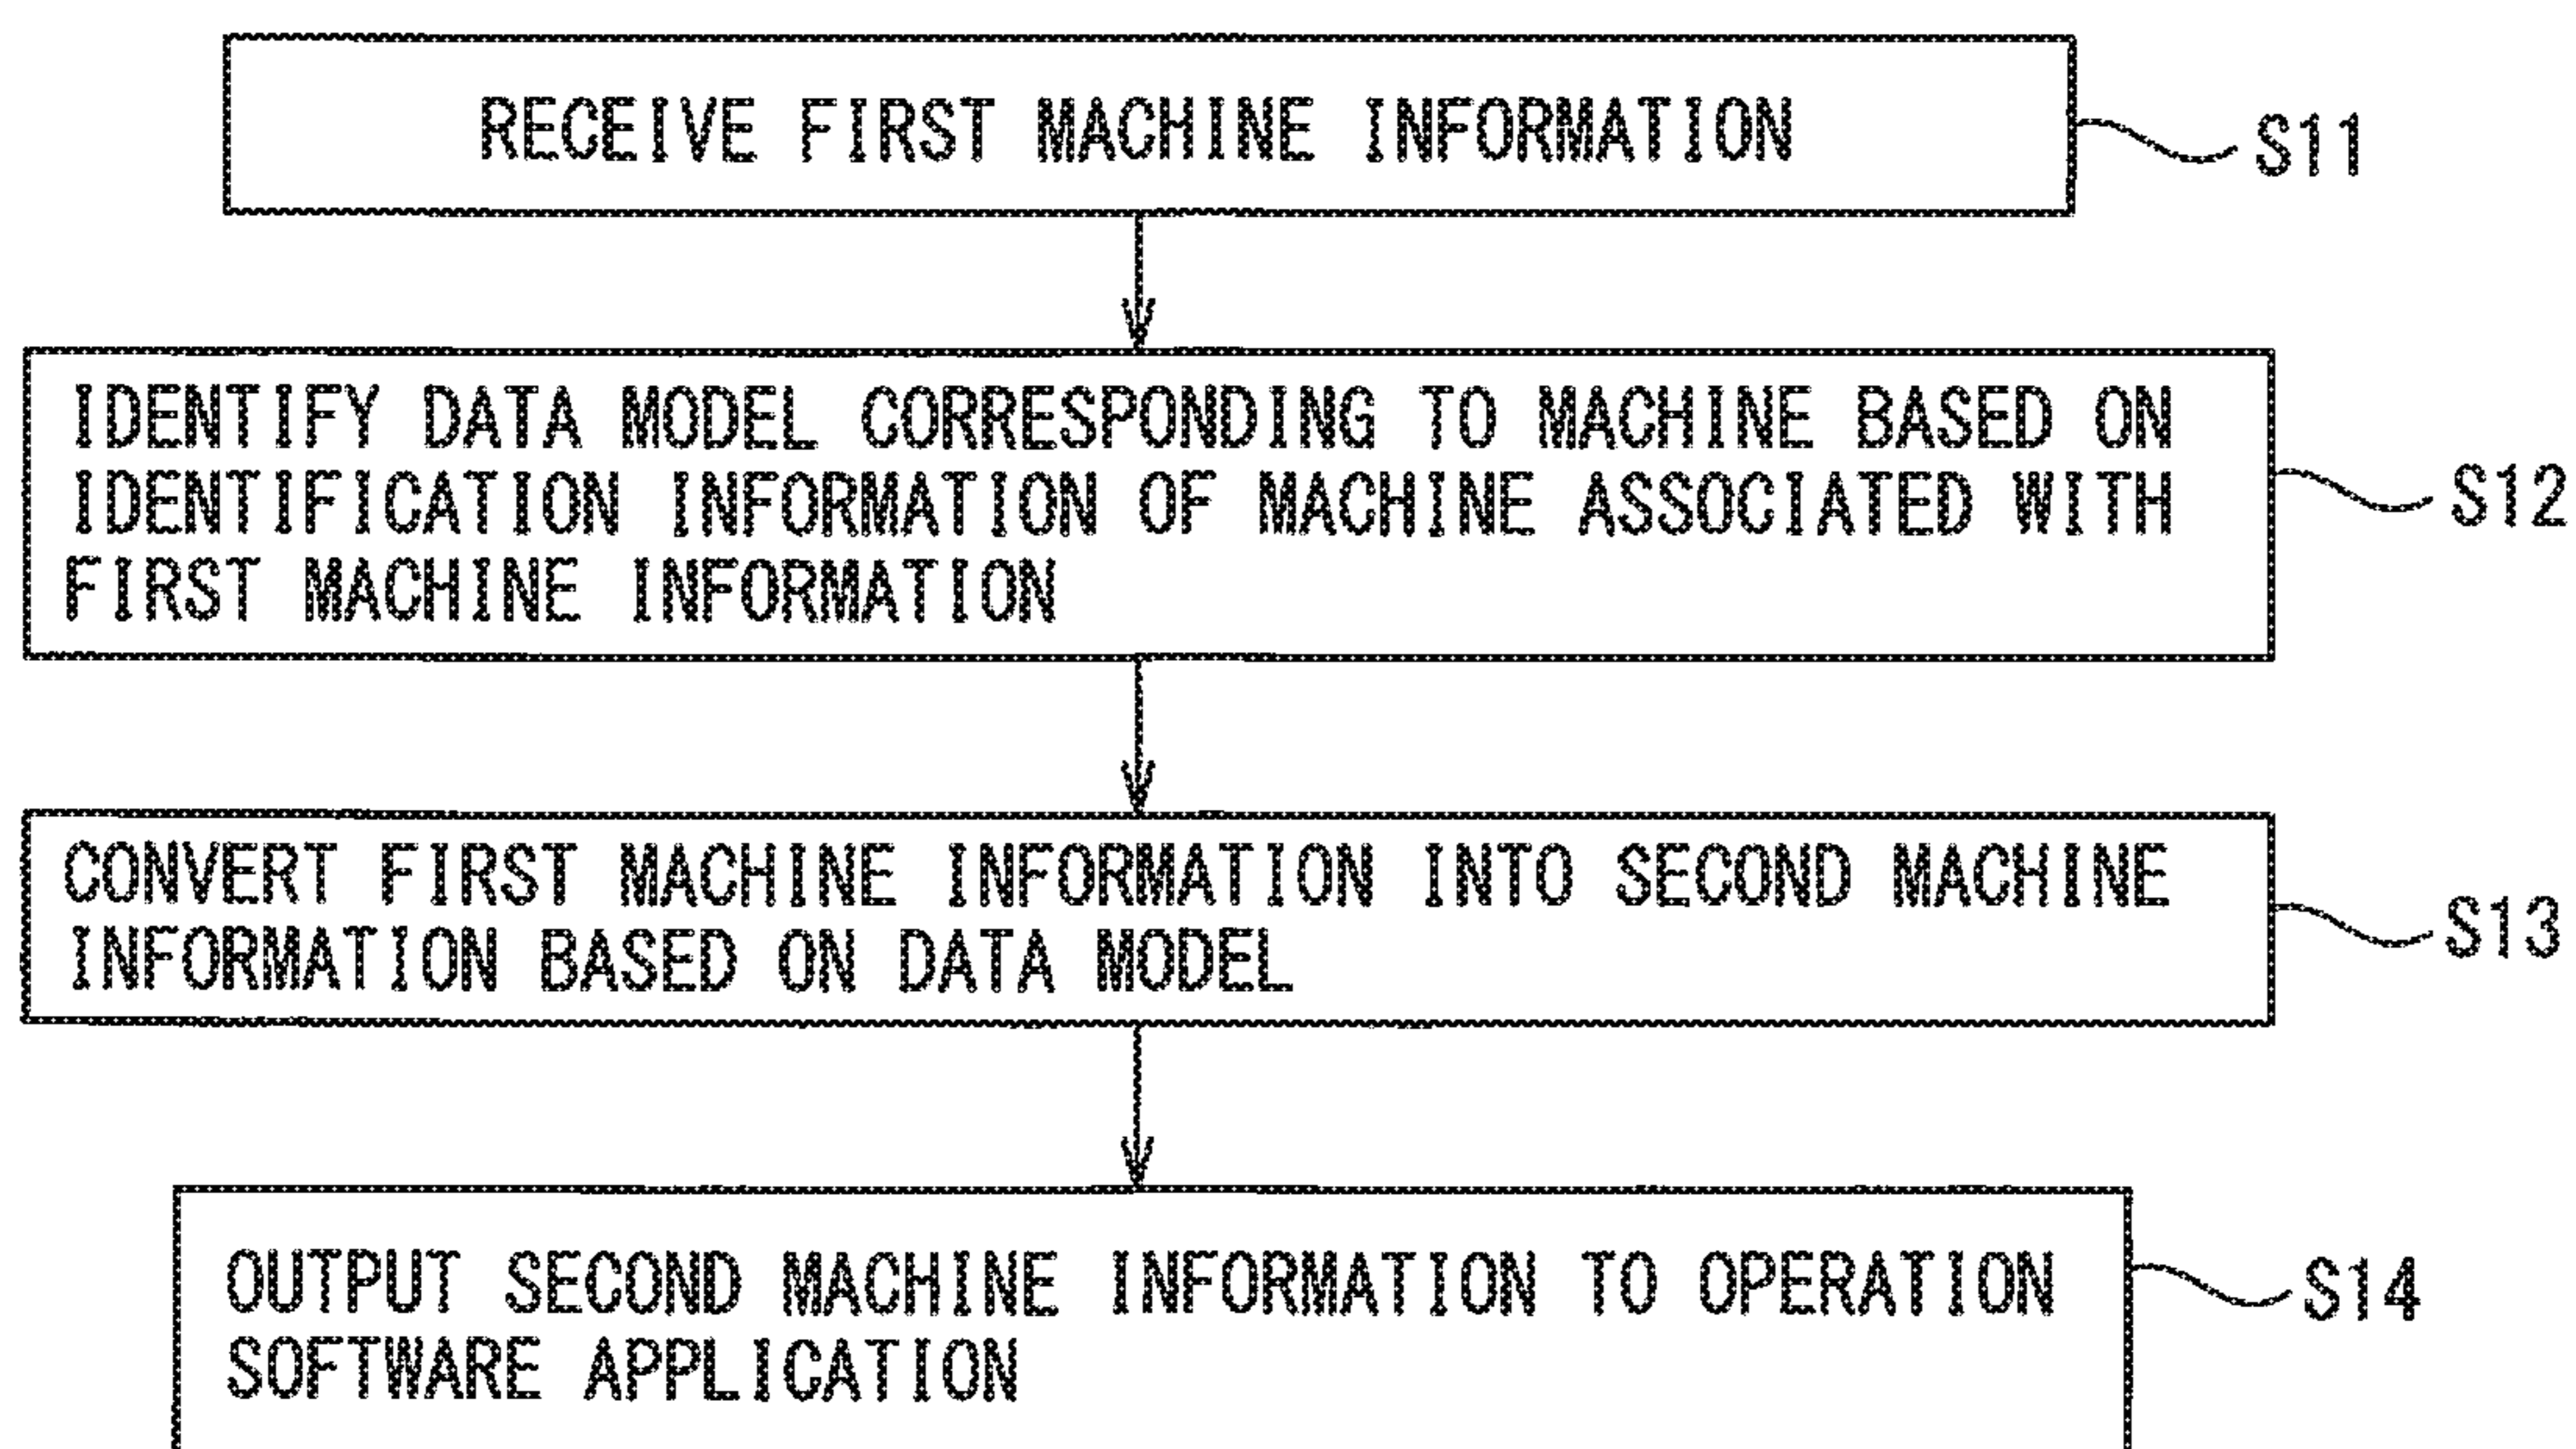 RECEIVE FIRST MACHINE INFORMATION
S11
IDENTIFY DATA MODEL CORRESPONDING TO MACHINE BASED ON
IDENTIFICATION INFORMATION OF MACHINE ASSOCIATED WITH
FIRST MACHINE INFORMATION
S12
CONVERT FIRST MACHINE INFORMATION INTO SECOND MACHINE
INFORMATION BASED ON DATA MODEL
S13
OUTPUT SECOND MACHINE INFORMATION TO OPERATION
SOFTWARE APPLICATION
S14